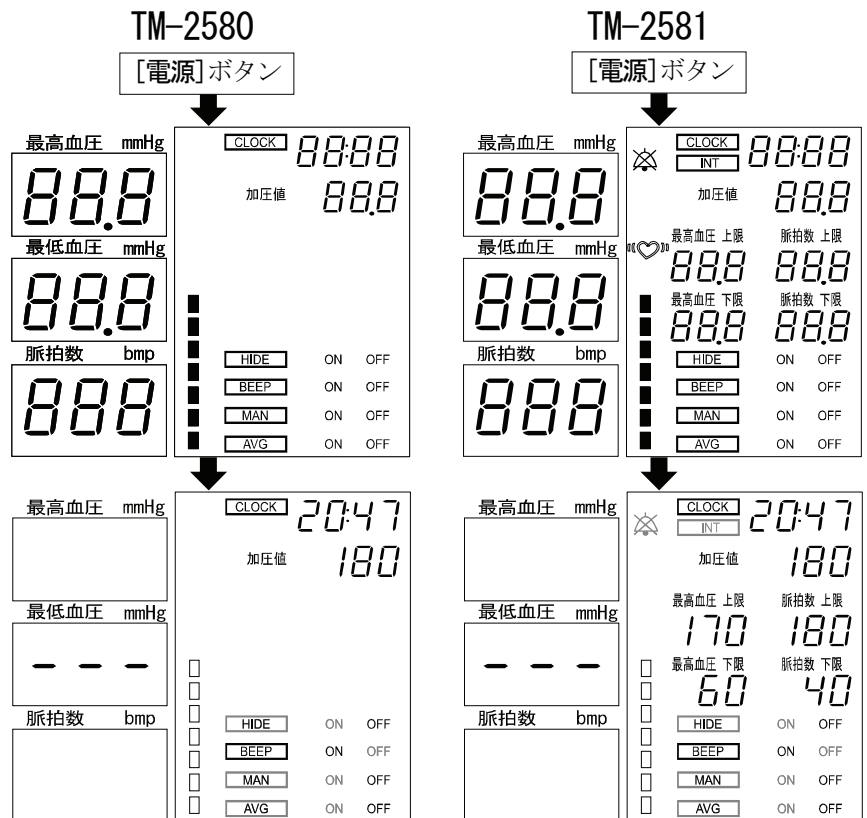 TM-2580
[電源]ボタン
最高血圧 mmHg
88.8
最低血圧 mmHg
88.8
脈拍数 bmp
888
CLOCK 88:88
加圧値 88.8
HIDE ON OFF
BEEP ON OFF
MAN ON OFF
AVG ON OFF
最高血圧 mmHg
最低血圧 mmHg
- - -
脈拍数 bmp
CLOCK 20:47
加圧値 180
HIDE ON OFF
BEEP ON OFF
MAN ON OFF
AVG ON OFF
TM-2581
[電源]ボタン
最高血圧 mmHg
88.8
最低血圧 mmHg
88.8
脈拍数 bmp
888
CLOCK 88:88
INT
加圧値 88.8
最高血圧 上限 脈拍数 上限
88.8 88.8
最高血圧 下限 脈拍数 下限
88.8 88.8
HIDE ON OFF
BEEP ON OFF
MAN ON OFF
AVG ON OFF
最高血圧 mmHg
最低血圧 mmHg
- - -
脈拍数 bmp
CLOCK 20:47
INT
加圧値 180
最高血圧 上限 脈拍数 上限
170 180
最高血圧 下限 脈拍数 下限
60 40
HIDE ON OFF
BEEP ON OFF
MAN ON OFF
AVG ON OFF